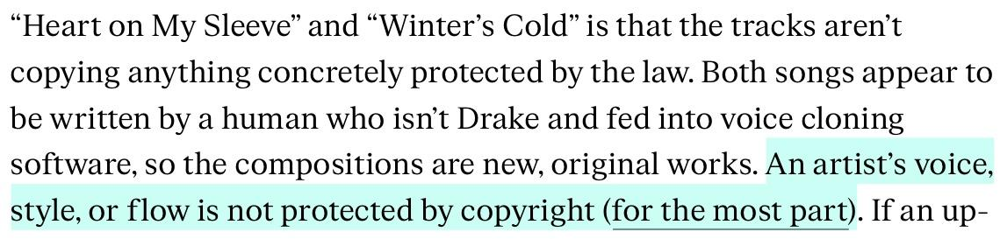 “Heart on My Sleeve” and “Winter’s Cold” is that the tracks aren’t
copying anything concretely protected by the law. Both songs appear to
be written by a human who isn’t Drake and fed into voice cloning
software, so the compositions are new, original works. An artist’s voice,
style, or flow is not protected by copyright (for the most part). If an up-